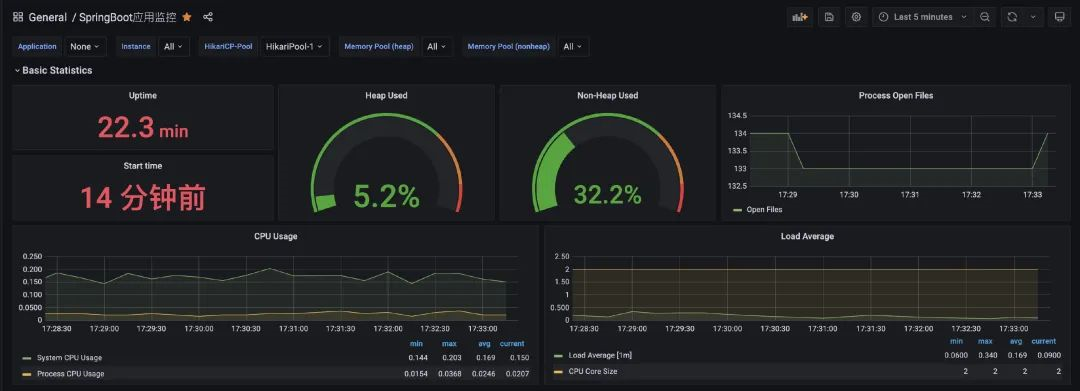 General / SpringBoot应用监控
Last 5 minutes
Application None Instance All HikariCP-Pool HikariPool-1 Memory Pool (heap) All Memory Pool (nonheap) All
Basic Statistics
Uptime
22.3 min
Start time
14 分钟前
Heap Used
5.2%
Non-Heap Used
32.2%
Process Open Files
134.5
134
133.5
133
132.5
17:29 17:30 17:31 17:32 17:33
Open Files
CPU Usage
0.250
0.200
0.150
0.100
0.0500
0
17:28:30 17:29:00 17:29:30 17:30:00 17:30:30 17:31:00 17:31:30 17:32:00 17:32:30 17:33:00
min max avg current
System CPU Usage 0.144 0.203 0.169 0.150
Process CPU Usage 0.0154 0.0368 0.0246 0.0207
Load Average
2.50
2
1.50
1
0.500
0
17:28:30 17:29:00 17:29:30 17:30:00 17:30:30 17:31:00 17:31:30 17:32:00 17:32:30 17:33:00
min max avg current
Load Average [1m] 0.0600 0.340 0.169 0.0900
CPU Core Size 2 2 2 2